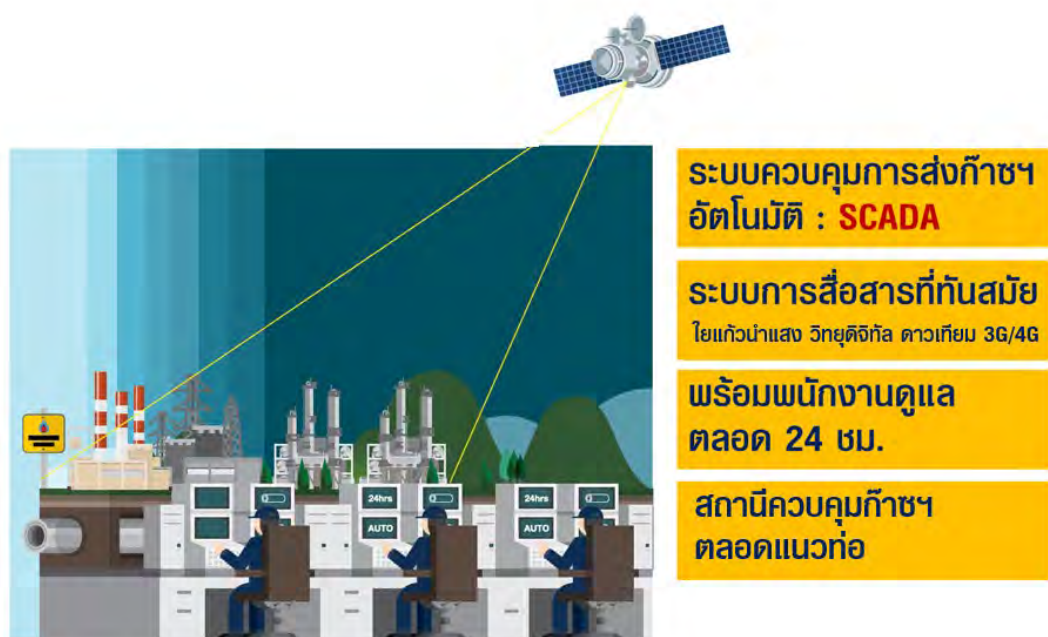 ระบบควบคุมการส่งก๊าซฯ
อัตโนมัติ : SCADA
ระบบการสื่อสารที่ทันสมัย
ใยแก้วนำแสง วิทยุดิจิทัล ดาวเทียม 3G/4G
พร้อมพนักงานดูแล
ตลอด 24 ชม.
สถานีควบคุมก๊าซฯ
ตลอดแนวท่อ
24hrs
AUTO
24hrs
AUTO